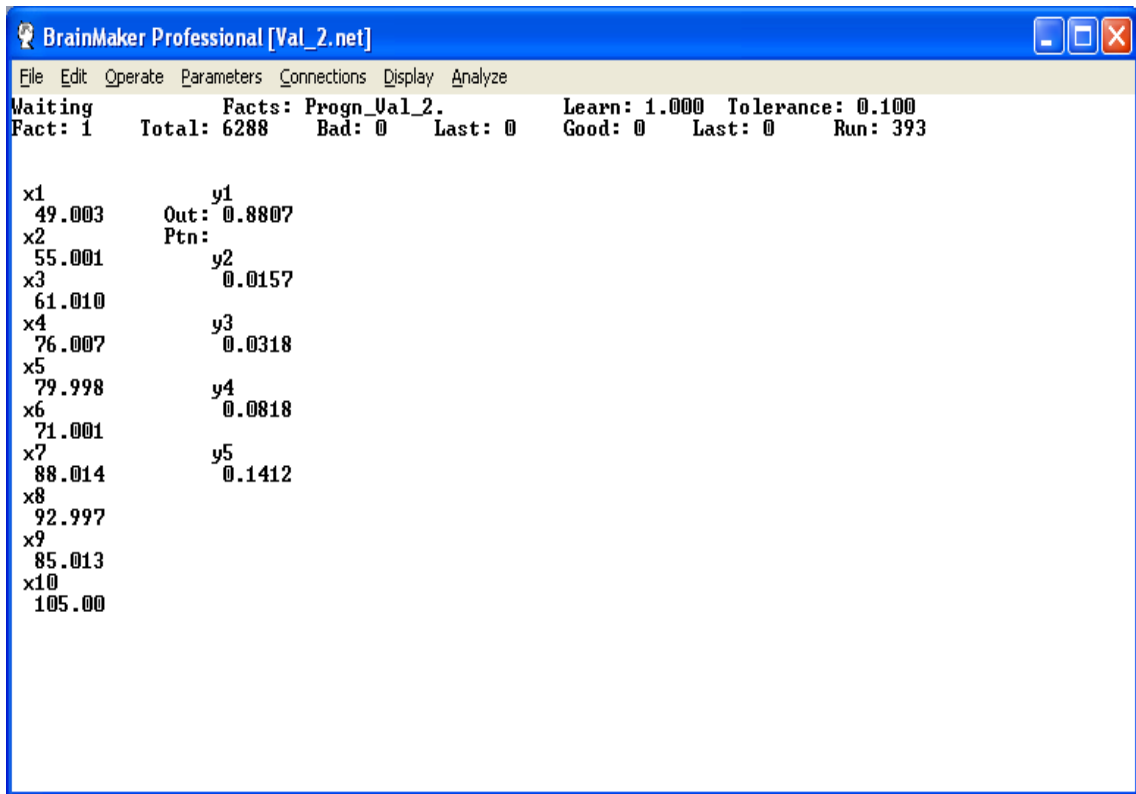 BrainMaker Professional [Val_2.net]
File Edit Operate Parameters Connections Display Analyze
Waiting Facts: Progn_Val_2. Learn: 1.000 Tolerance: 0.100
Fact: 1 Total: 6288 Bad: 0 Last: 0 Good: 0 Last: 0 Run: 393
x1 y1
49.003 Out: 0.8807
x2 Ptn:
55.001 y2
x3 0.0157
61.010
x4 y3
76.007 0.0318
x5
79.998 y4
x6 0.0818
71.001
x7 y5
88.014 0.1412
x8
92.997
x9
85.013
x10
105.00